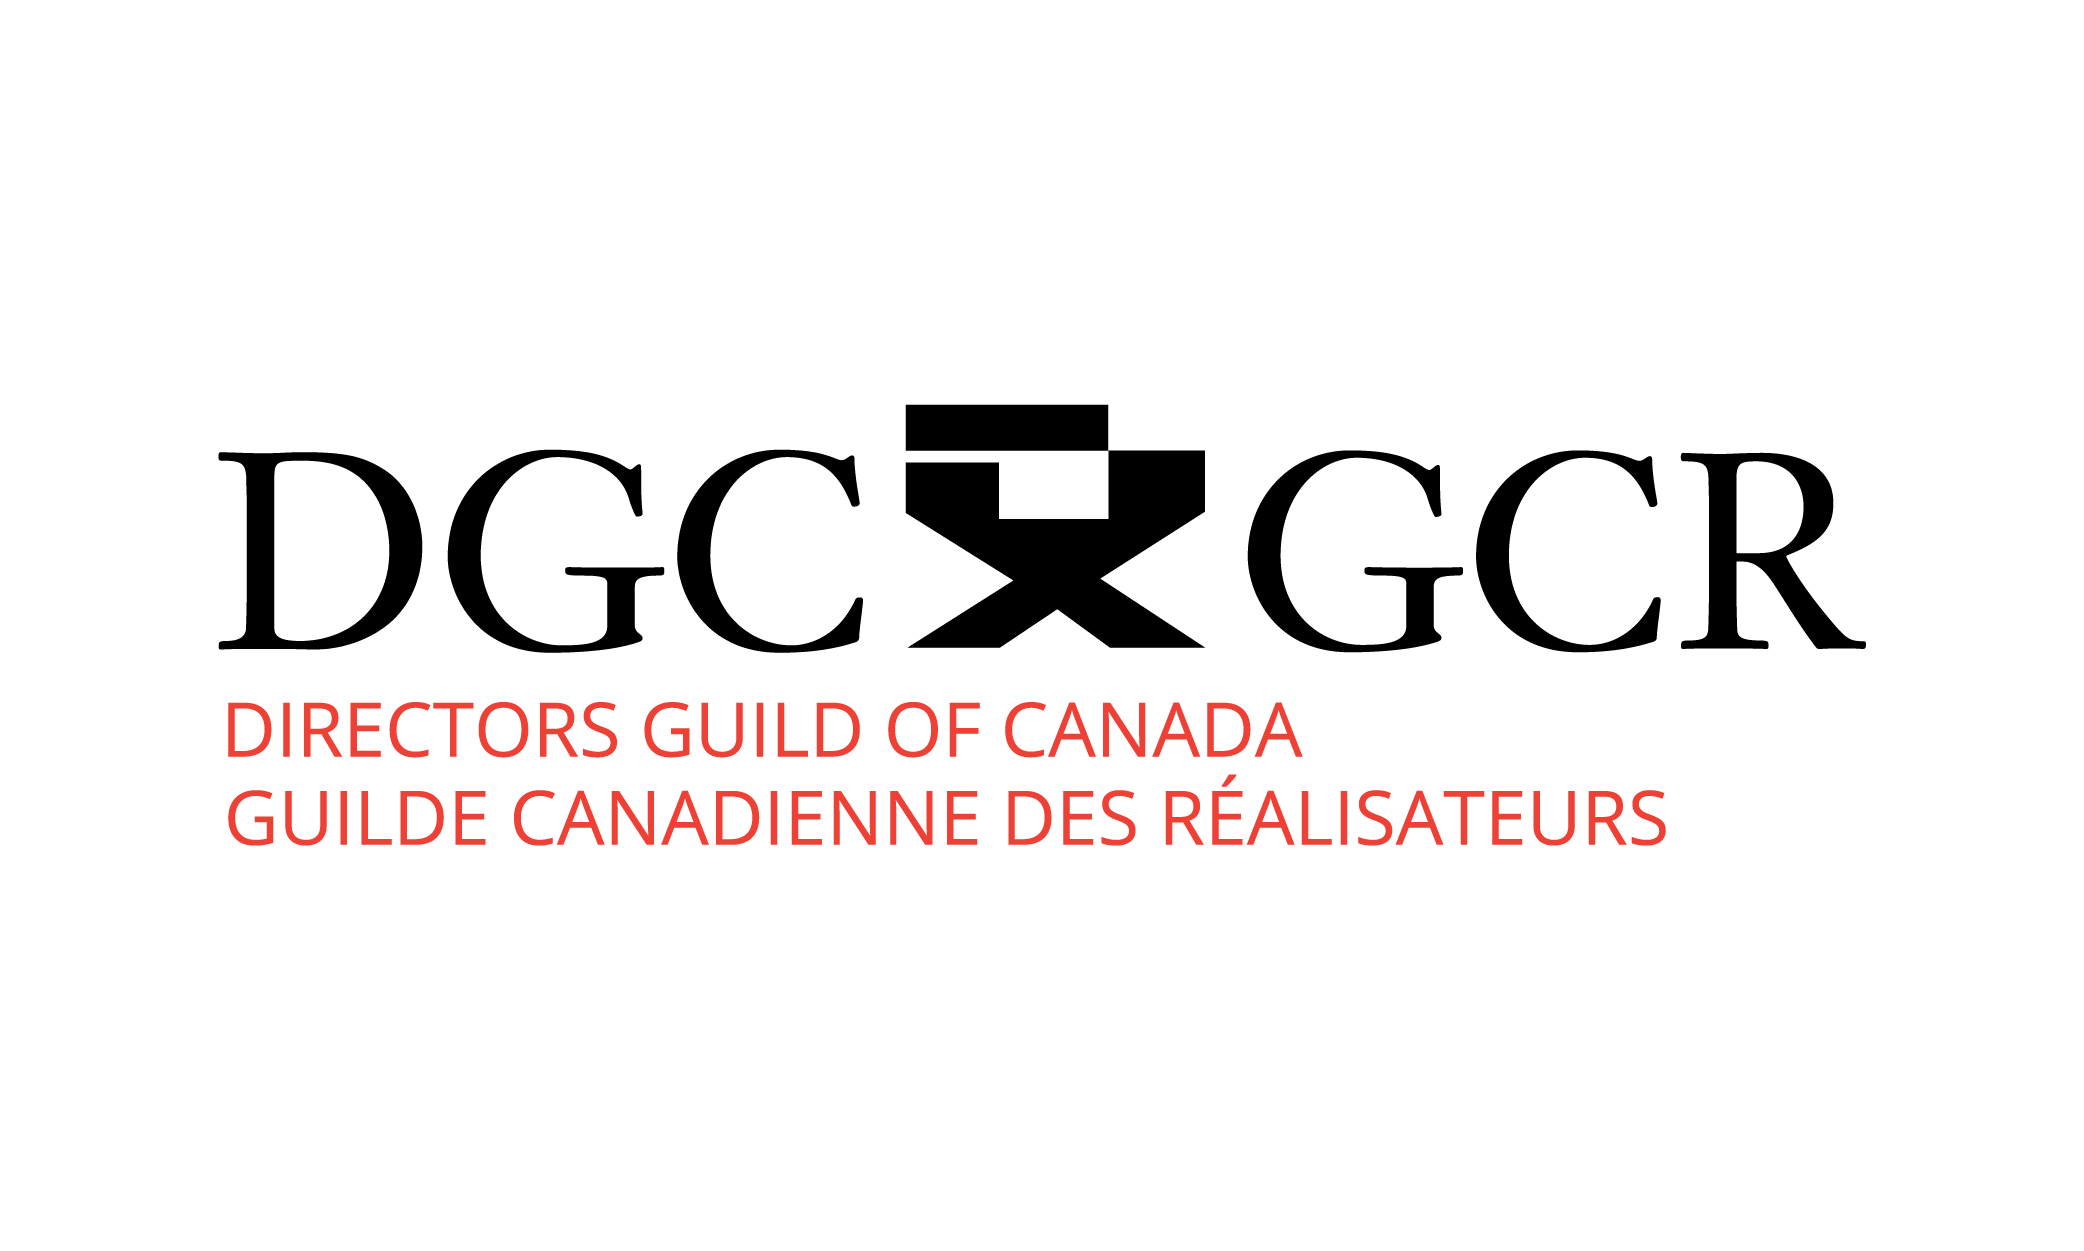 DGC GCR
DIRECTORS GUILD OF CANADA
GUILDE CANADIENNE DES RÉALISATEURS